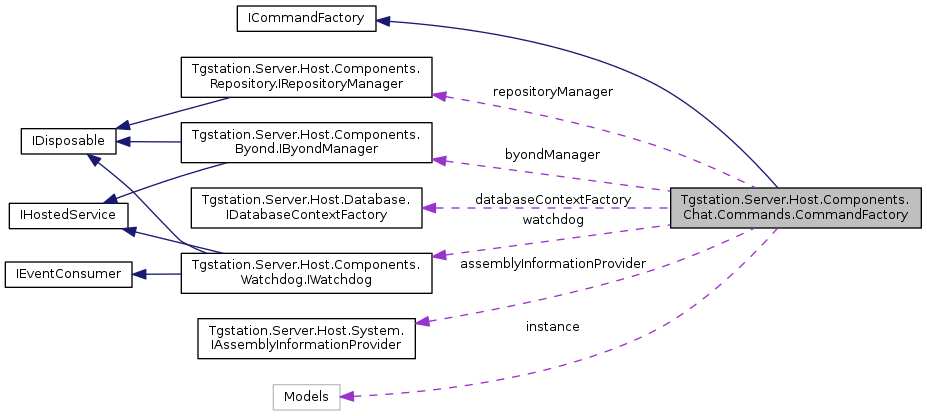 ICommandFactory
Tgstation.Server.Host.Components.
Repository.IRepositoryManager
repositoryManager
IDisposable
Tgstation.Server.Host.Components.
Byond.IByondManager
byondManager
IHostedService
Tgstation.Server.Host.Database.
IDatabaseContextFactory
databaseContextFactory
watchdog
Tgstation.Server.Host.Components.
Chat.Commands.CommandFactory
IEventConsumer
Tgstation.Server.Host.Components.
Watchdog.IWatchdog
assemblyInformationProvider
Tgstation.Server.Host.System.
IAssemblyInformationProvider
instance
Models